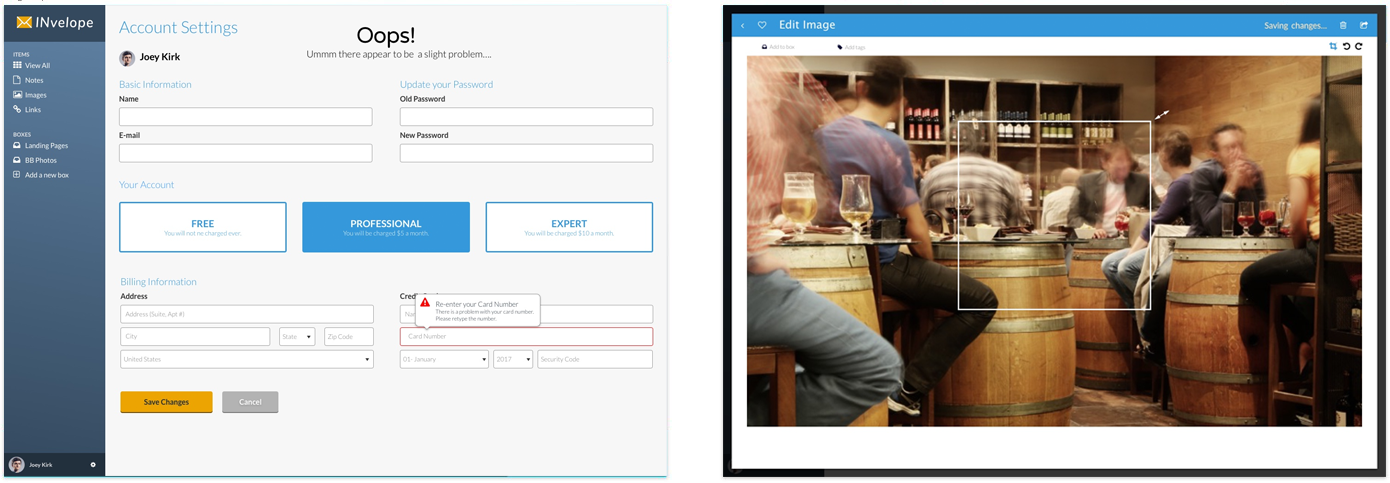 INvelope
ITEMS
View All
Notes
Images
Links
BOXES
Landing Pages
BB Photos
Add a new box
Joey Kirk
Account Settings
Oops!
Ummm there appear to be a slight problem....
Joey Kirk
Basic Information
Name
E-mail
Update your Password
Old Password
New Password
Your Account
FREE
You will not ne charged ever.
PROFESSIONAL
You will be charged $5 a month.
EXPERT
You will be charged $10 a month.
Billing Information
Address
Address (Suite, Apt #)
City
State
Zip Code
United States
Re-enter your Card Number
There is a problem with your card number.
Please retype the number.
Card Number
01- January
2017
Security Code
Save Changes
Cancel
Edit Image
Saving changes...
Add to box
Add tags